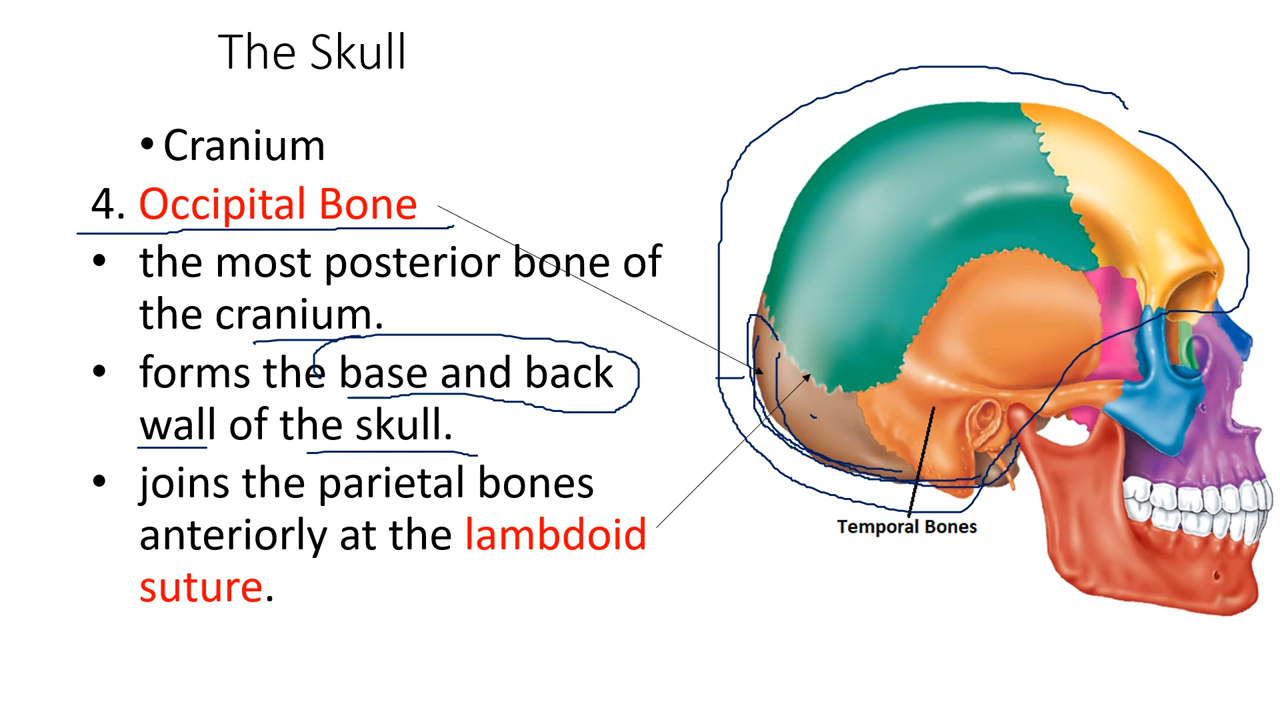 The Skull
• Cranium
4. Occipital Bone
• the most posterior bone of
the cranium.
• forms the base and back
wall of the skull.
• joins the parietal bones
anteriorly at the lambdoid
suture.
Temporal Bones